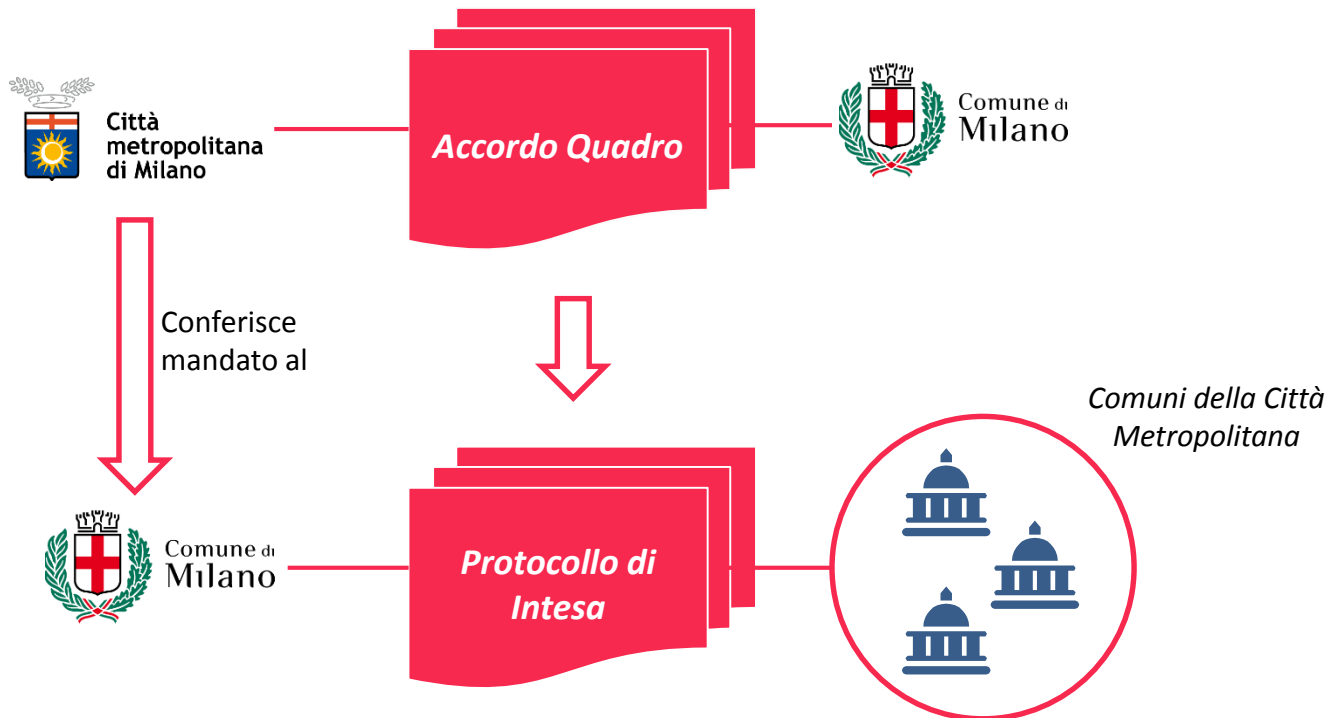 Città
metropolitana
di Milano
Accordo Quadro
Comune di
Milano
Conferisce
mandato al
Comuni della Città
Metropolitana
Comune di
Milano
Protocollo di
Intesa